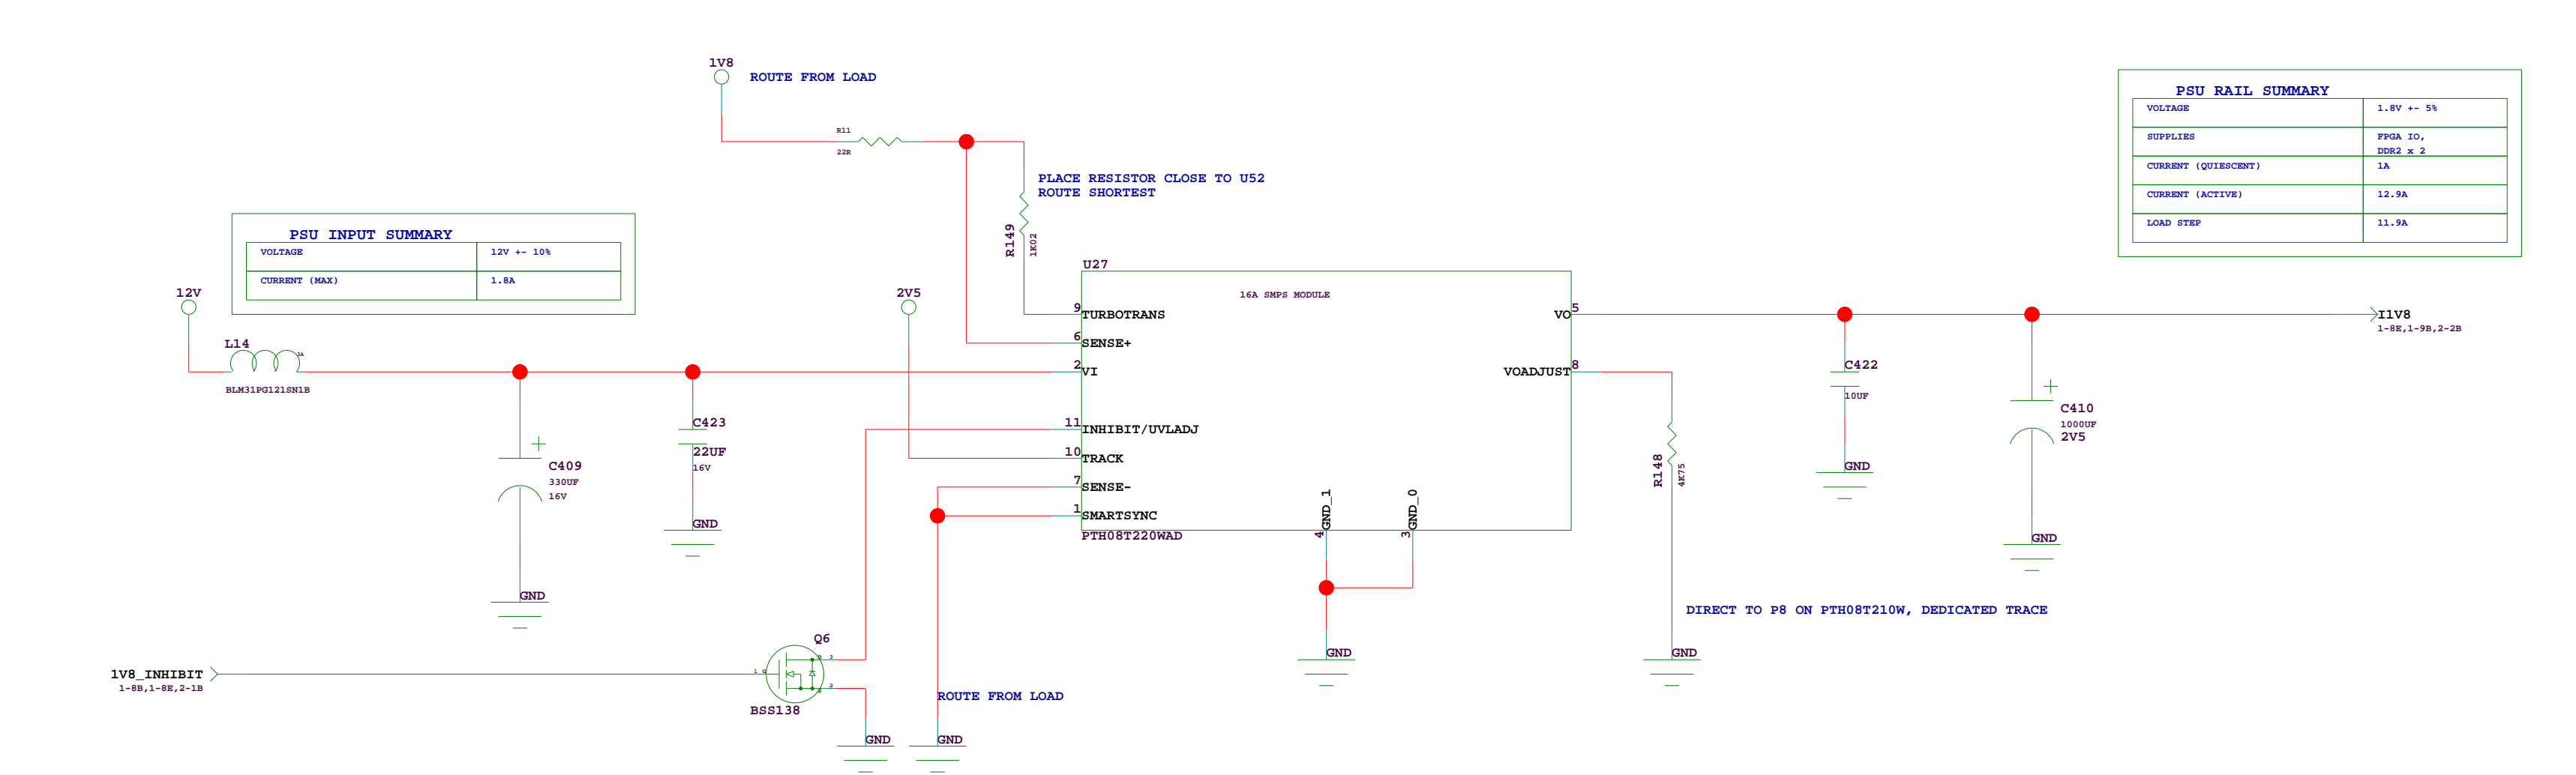 1V8
ROUTE FROM LOAD
R11
22R
PLACE RESISTOR CLOSE TO U52
ROUTE SHORTEST
R149
1K02
PSU INPUT SUMMARY
VOLTAGE 12V +- 10%
CURRENT (MAX) 1.8A
PSU RAIL SUMMARY
VOLTAGE 1.8V +- 5%
SUPPLIES FPGA IO,
DDR2 x 2
CURRENT (QUIESCENT) 1A
CURRENT (ACTIVE) 12.9A
LOAD STEP 11.9A
12V
L14
3A
BLM31PG121SN1B
2V5
U27
16A SMPS MODULE
9 TURBOTRANS
6 SENSE+
2 VI
11 INHIBIT/UVLADJ
10 TRACK
7 SENSE-
1 SMARTSYNC
PTH08T220WAD
VO 5
VOADJUST 8
GND_1 4
GND_0 3
I1V8
1-8E,1-9B,2-2B
C409
330UF
16V
GND
C423
22UF
16V
GND
C422
10UF
GND
C410
1000UF
2V5
GND
R148
4K75
DIRECT TO P8 ON PTH08T210W, DEDICATED TRACE
GND
GND
1V8_INHIBIT
1-8B,1-8E,2-1B
Q6
1 G
D 3
S 2
BSS138
ROUTE FROM LOAD
GND
GND